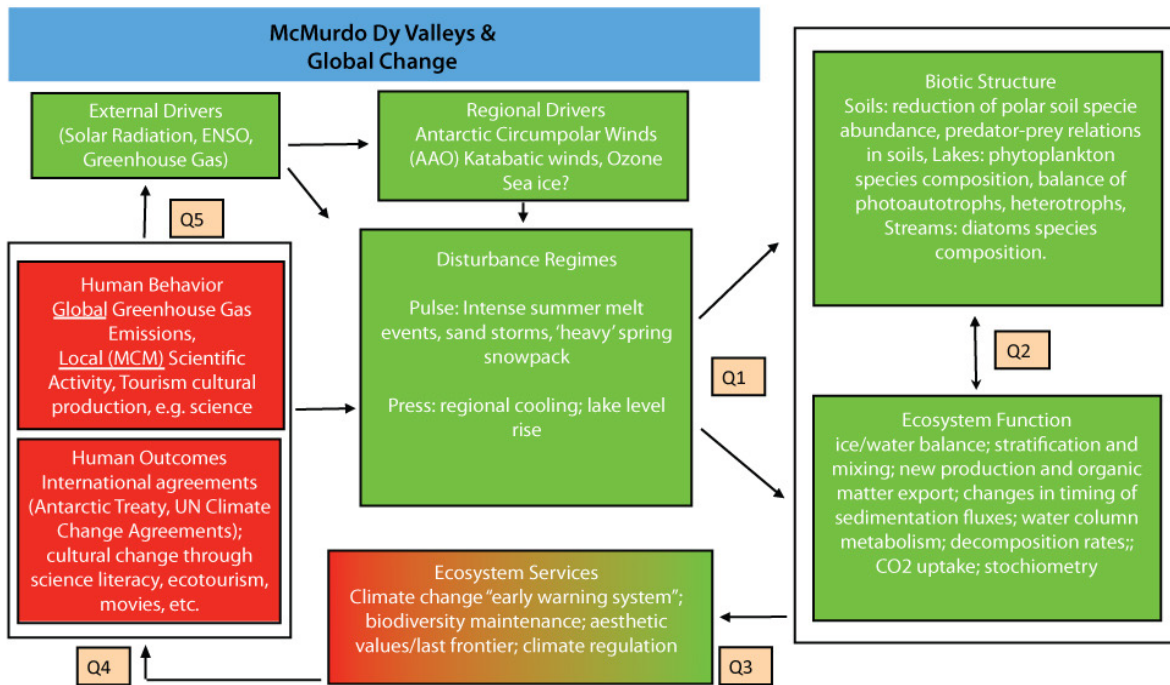 McMurdo Dy Valleys &
Global Change
External Drivers
(Solar Radiation, ENSO,
Greenhouse Gas)
Regional Drivers
Antarctic Circumpolar Winds
(AAO) Katabatic winds, Ozone
Sea ice?
Biotic Structure
Soils: reduction of polar soil specie
abundance, predator-prey relations
in soils, Lakes: phytoplankton
species composition, balance of
photoautotrophs, heterotrophs,
Streams: diatoms species
composition.
Q5
Human Behavior
Global Greenhouse Gas
Emissions,
Local (MCM) Scientific
Activity, Tourism cultural
production, e.g. science
Disturbance Regimes
Pulse: Intense summer melt
events, sand storms, ‘heavy’ spring
snowpack
Press: regional cooling; lake level
rise
Q1
Q2
Human Outcomes
International agreements
(Antarctic Treaty, UN Climate
Change Agreements);
cultural change through
science literacy, ecotourism,
movies, etc.
Ecosystem Function
ice/water balance; stratification and
mixing; new production and organic
matter export; changes in timing of
sedimentation fluxes; water column
metabolism; decomposition rates;;
CO2 uptake; stochiometry
Ecosystem Services
Climate change “early warning system”;
biodiversity maintenance; aesthetic
values/last frontier; climate regulation
Q3
Q4